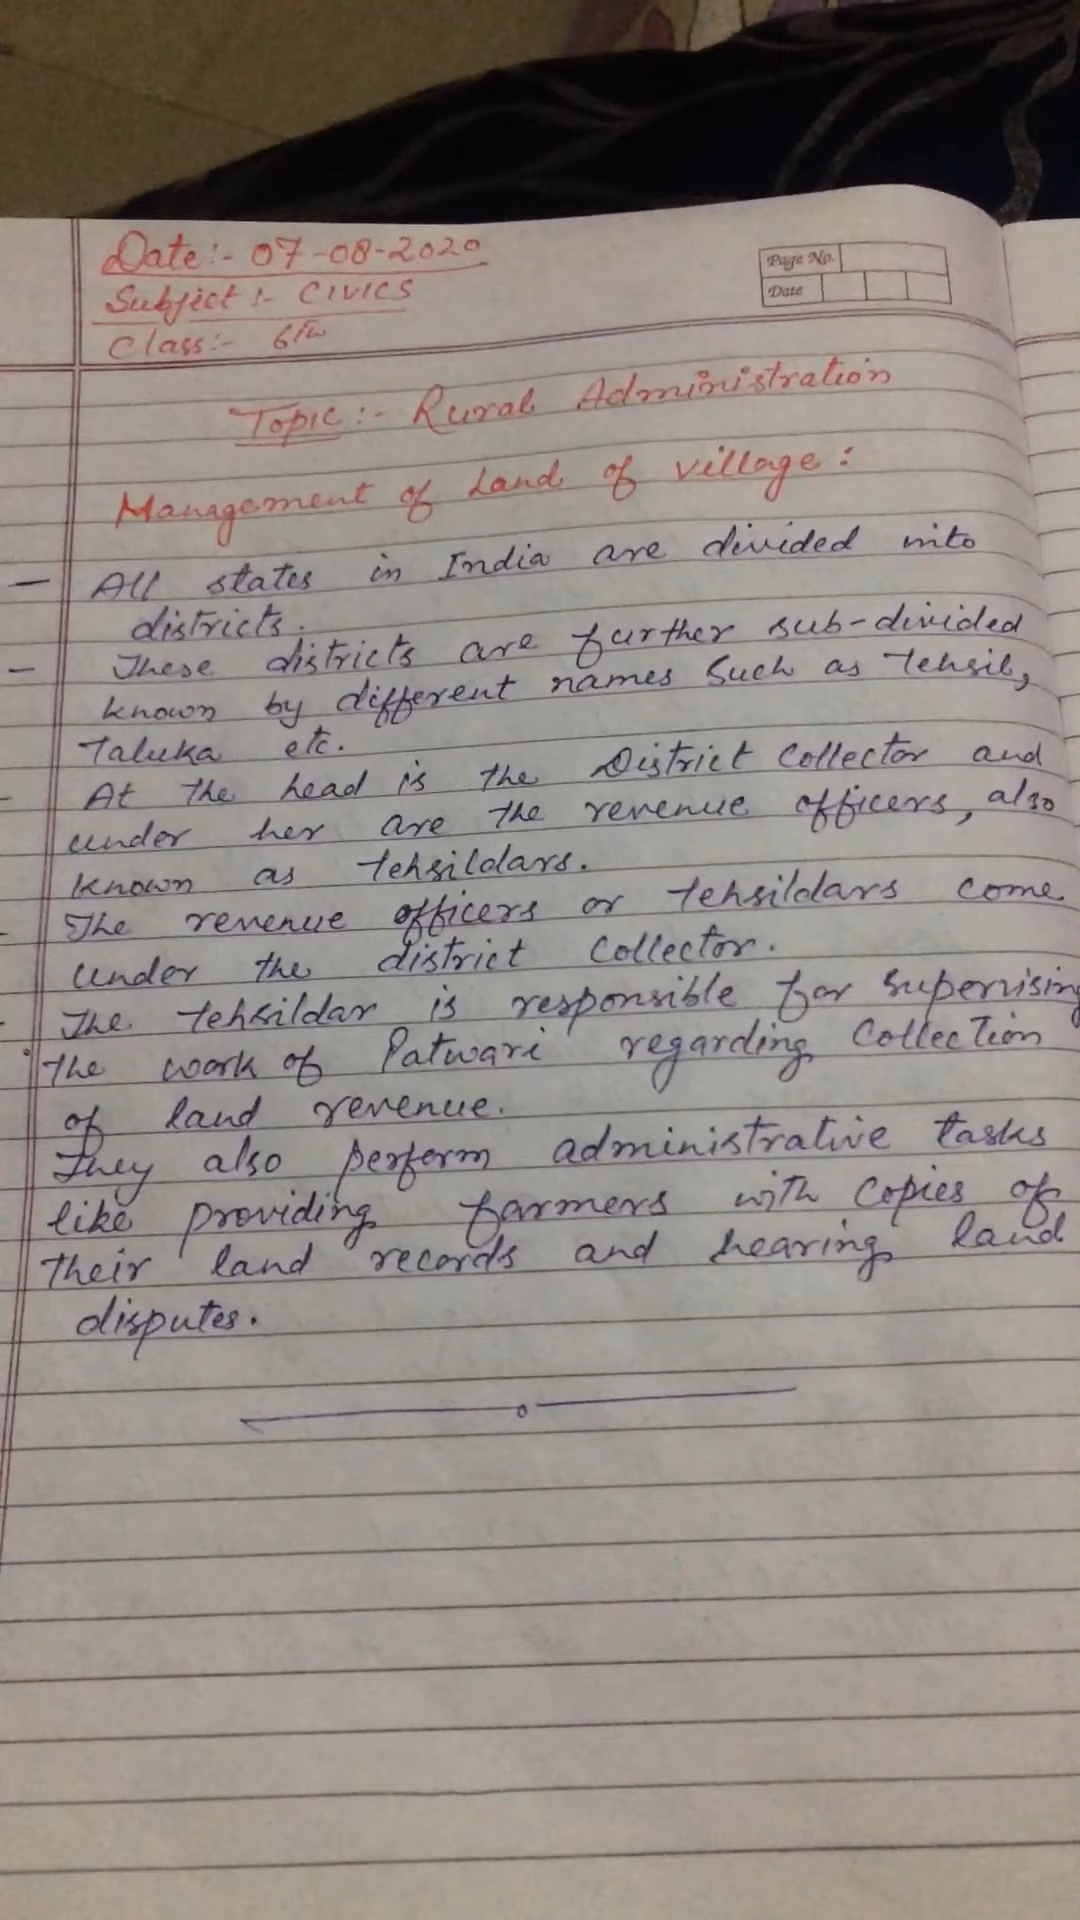 Date:- 07-08-2020
Subject:- CIVICS
Class:- 6th
Page No.
Date
Topic:- Rural Administration
Management of Land of village:
— All states in India are divided into
districts.
— These districts are further sub-divided
known by different names such as Tehsil,
Taluka etc.
- At the head is the District Collector and
under her are the revenue officers, also
known as tehsildars.
- The revenue officers or tehsildars come
under the district collector.
- The tehsildar is responsible for supervising
the work of Patwari regarding Collection
of land revenue.
They also perform administrative tasks
like providing farmers with copies of
their land records and hearing land
disputes.